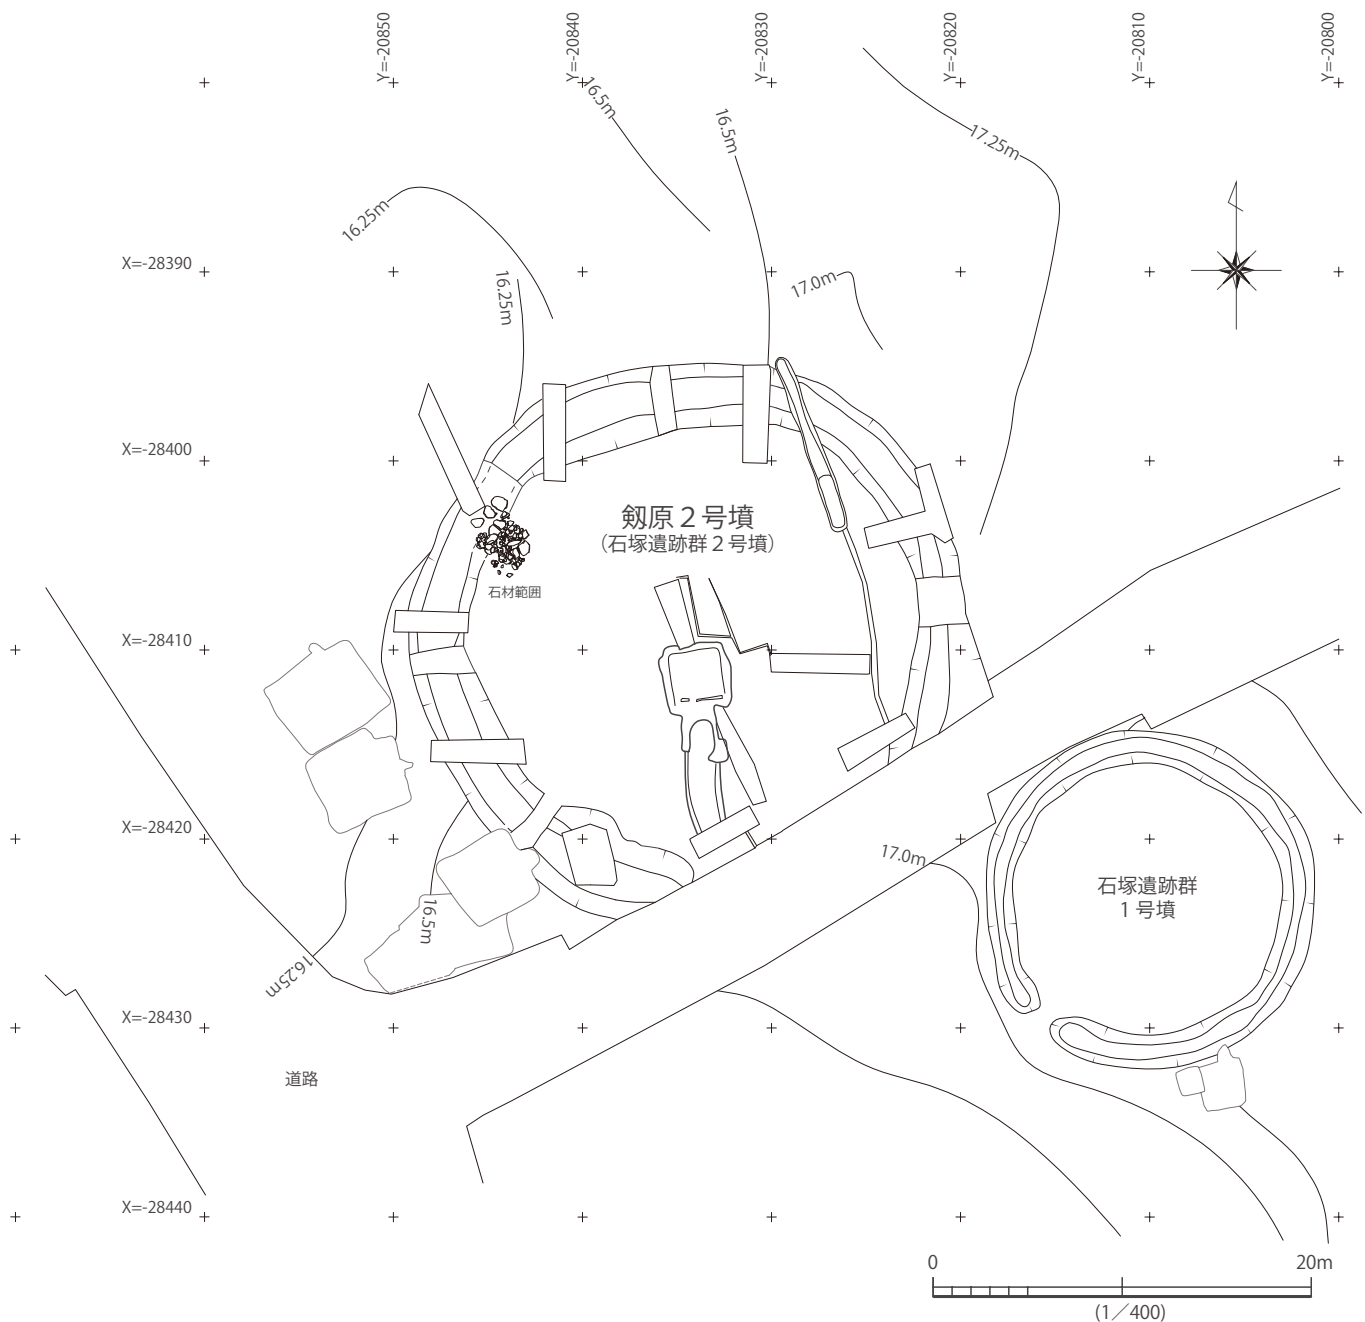 Y=-20850
Y=-20840
Y=-20830
Y=-20820
Y=-20810
Y=-20800
16.5m
16.5m
17.25m
16.25m
X=-28390
16.25m
17.0m
X=-28400
剱原２号墳
（石塚遺跡群２号墳）
石材範囲
X=-28410
X=-28420
17.0m
石塚遺跡群
１号墳
16.5m
16.25m
X=-28430
道路
X=-28440
0
20m
(1／400)